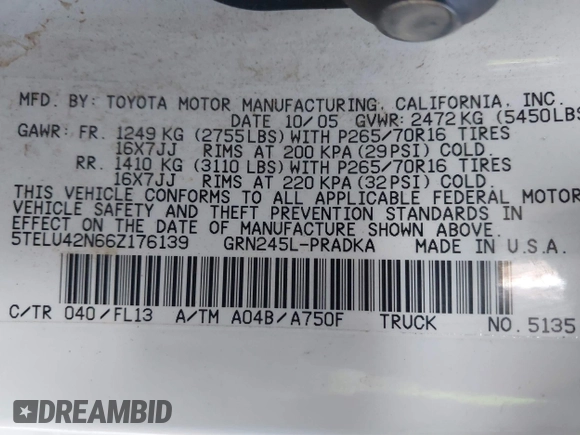 MFD. BY: TOYOTA MOTOR MANUFACTURING, CALIFORNIA, INC.
DATE 10/05 GVWR: 2472 KG (5450LBS
GAWR: FR. 1249 KG (2755LBS) WITH P265/70R16 TIRES
16X7JJ RIMS AT 200 KPA (29PSI) COLD.
RR. 1410 KG (3110 LBS) WITH P265/70R16 TIRES
16X7JJ RIMS AT 220 KPA (32PSI) COLD.
THIS VEHICLE CONFORMS TO ALL APPLICABLE FEDERAL MOTOR
VEHICLE SAFETY AND THEFT PREVENTION STANDARDS IN
EFFECT ON THE DATE OF MANUFACTURE SHOWN ABOVE.
5TELU42N66Z176139 GRN245L-PRADKA MADE IN U.S.A.
C/TR 040/FL13 A/TM A04B/A750F TRUCK NO. 5135
DREAMBID